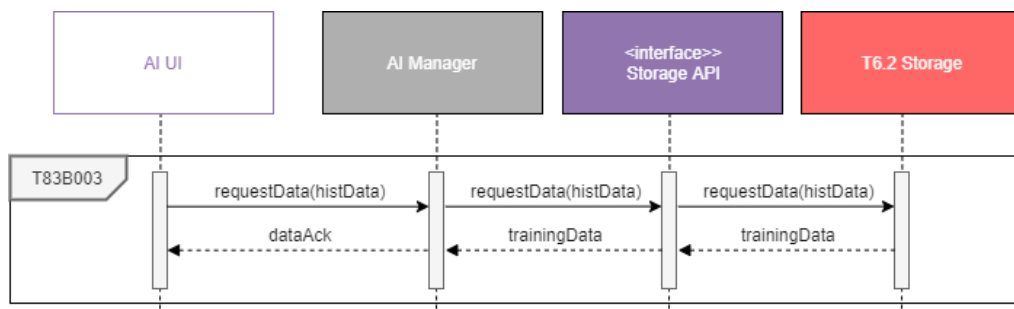 AI UI
AI Manager
<interface>>
Storage API
T6.2 Storage
T83B003
requestData(histData)
requestData(histData)
requestData(histData)
dataAck
trainingData
trainingData